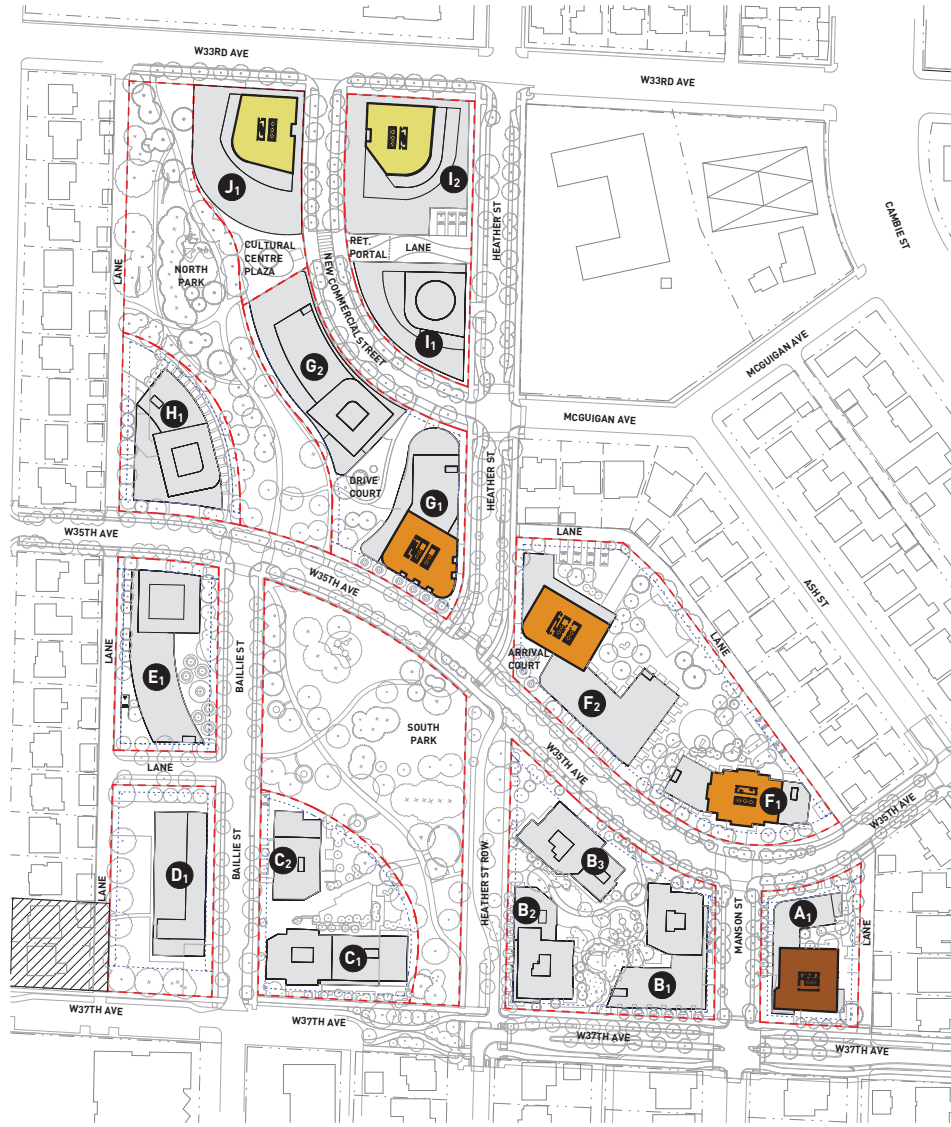 W33RD AVE
W33RD AVE
J1
I2
HEATHER ST
CAMBIE ST
CULTURAL
CENTRE
PLAZA
RET.
PORTAL
LANE
NORTH
PARK
LANE
NEW COMMERCIAL STREET
I1
G2
MCGUIGAN AVE
MCGUIGAN AVE
H1
DRIVE
COURT
G1
HEATHER ST
W35TH AVE
LANE
W35TH AVE
ASH ST
LANE
LANE
BAILLIE ST
ARRIVAL
COURT
E1
F2
SOUTH
PARK
W35TH AVE
LANE
F1
W35TH AVE
D1
LANE
BAILLIE ST
C2
HEATHER ST ROW
B3
B2
MANSON ST
A1
LANE
C1
B1
W37TH AVE
W37TH AVE
W37TH AVE
W37TH AVE